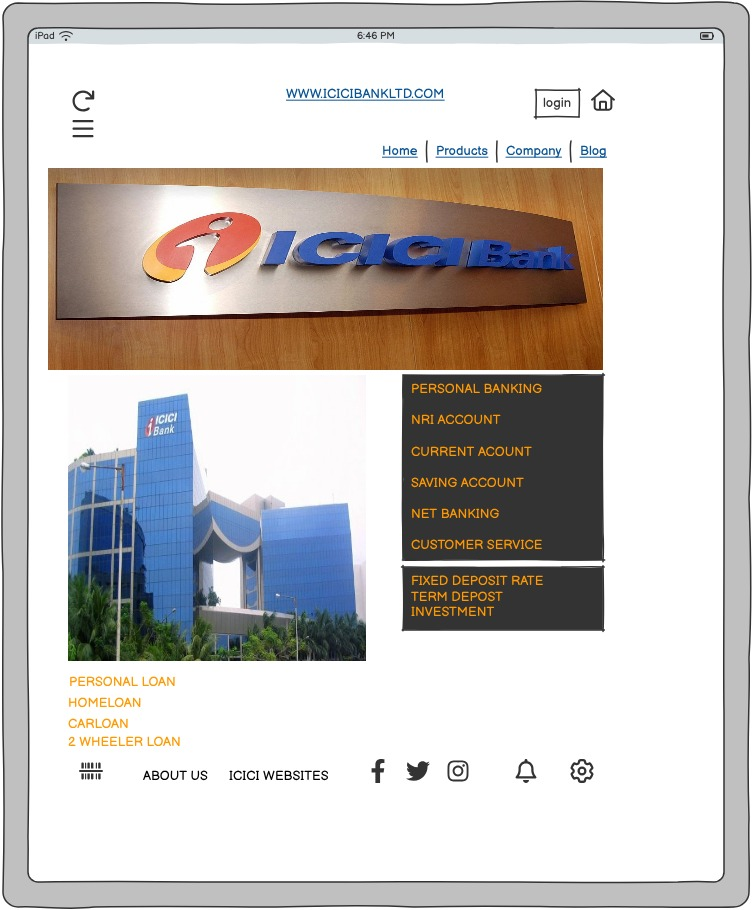 iPad 6:46 PM
WWW.ICICIBANKLTD.COM
login
Home | Products | Company | Blog
ICICI Bank
ICICI
Bank
PERSONAL BANKING
NRI ACCOUNT
CURRENT ACOUNT
SAVING ACCOUNT
NET BANKING
CUSTOMER SERVICE
FIXED DEPOSIT RATE
TERM DEPOST
INVESTMENT
PERSONAL LOAN
HOMELOAN
CARLOAN
2 WHEELER LOAN
ABOUT US ICICI WEBSITES